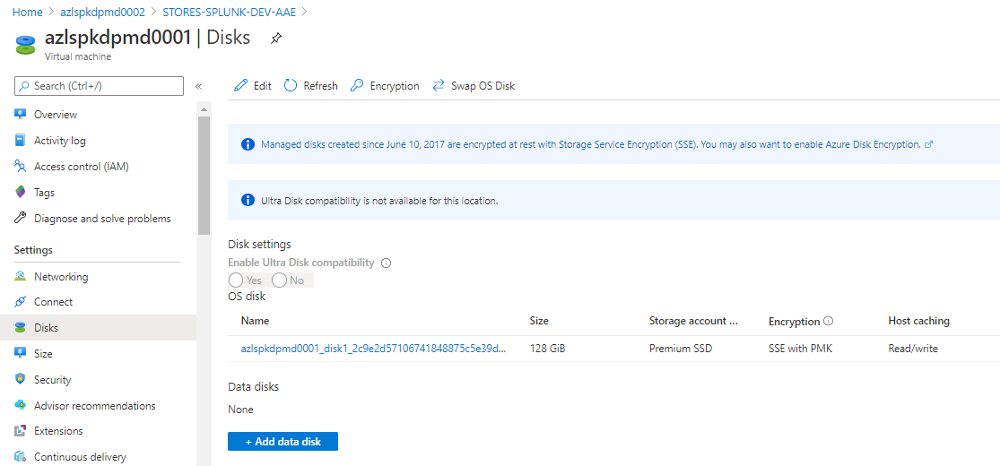 Home > azlspkdpmd0002 > STORES-SPLUNK-DEV-AAE >
azlspkdpmd0001 | Disks
Virtual machine
Search (Ctrl+/)
«
Overview
Activity log
Access control (IAM)
Tags
Diagnose and solve problems
Settings
Networking
Connect
Disks
Size
Security
Advisor recommendations
Extensions
Continuous delivery
Edit Refresh Encryption Swap OS Disk
Managed disks created since June 10, 2017 are encrypted at rest with Storage Service Encryption (SSE). You may also want to enable Azure Disk Encryption.
Ultra Disk compatibility is not available for this location.
Disk settings
Enable Ultra Disk compatibility
Yes No
OS disk
Name Size Storage account ... Encryption Host caching
azlspkdpmd0001_disk1_2c9e2d57106741848875c5e39d... 128 GiB Premium SSD SSE with PMK Read/write
Data disks
None
+ Add data disk